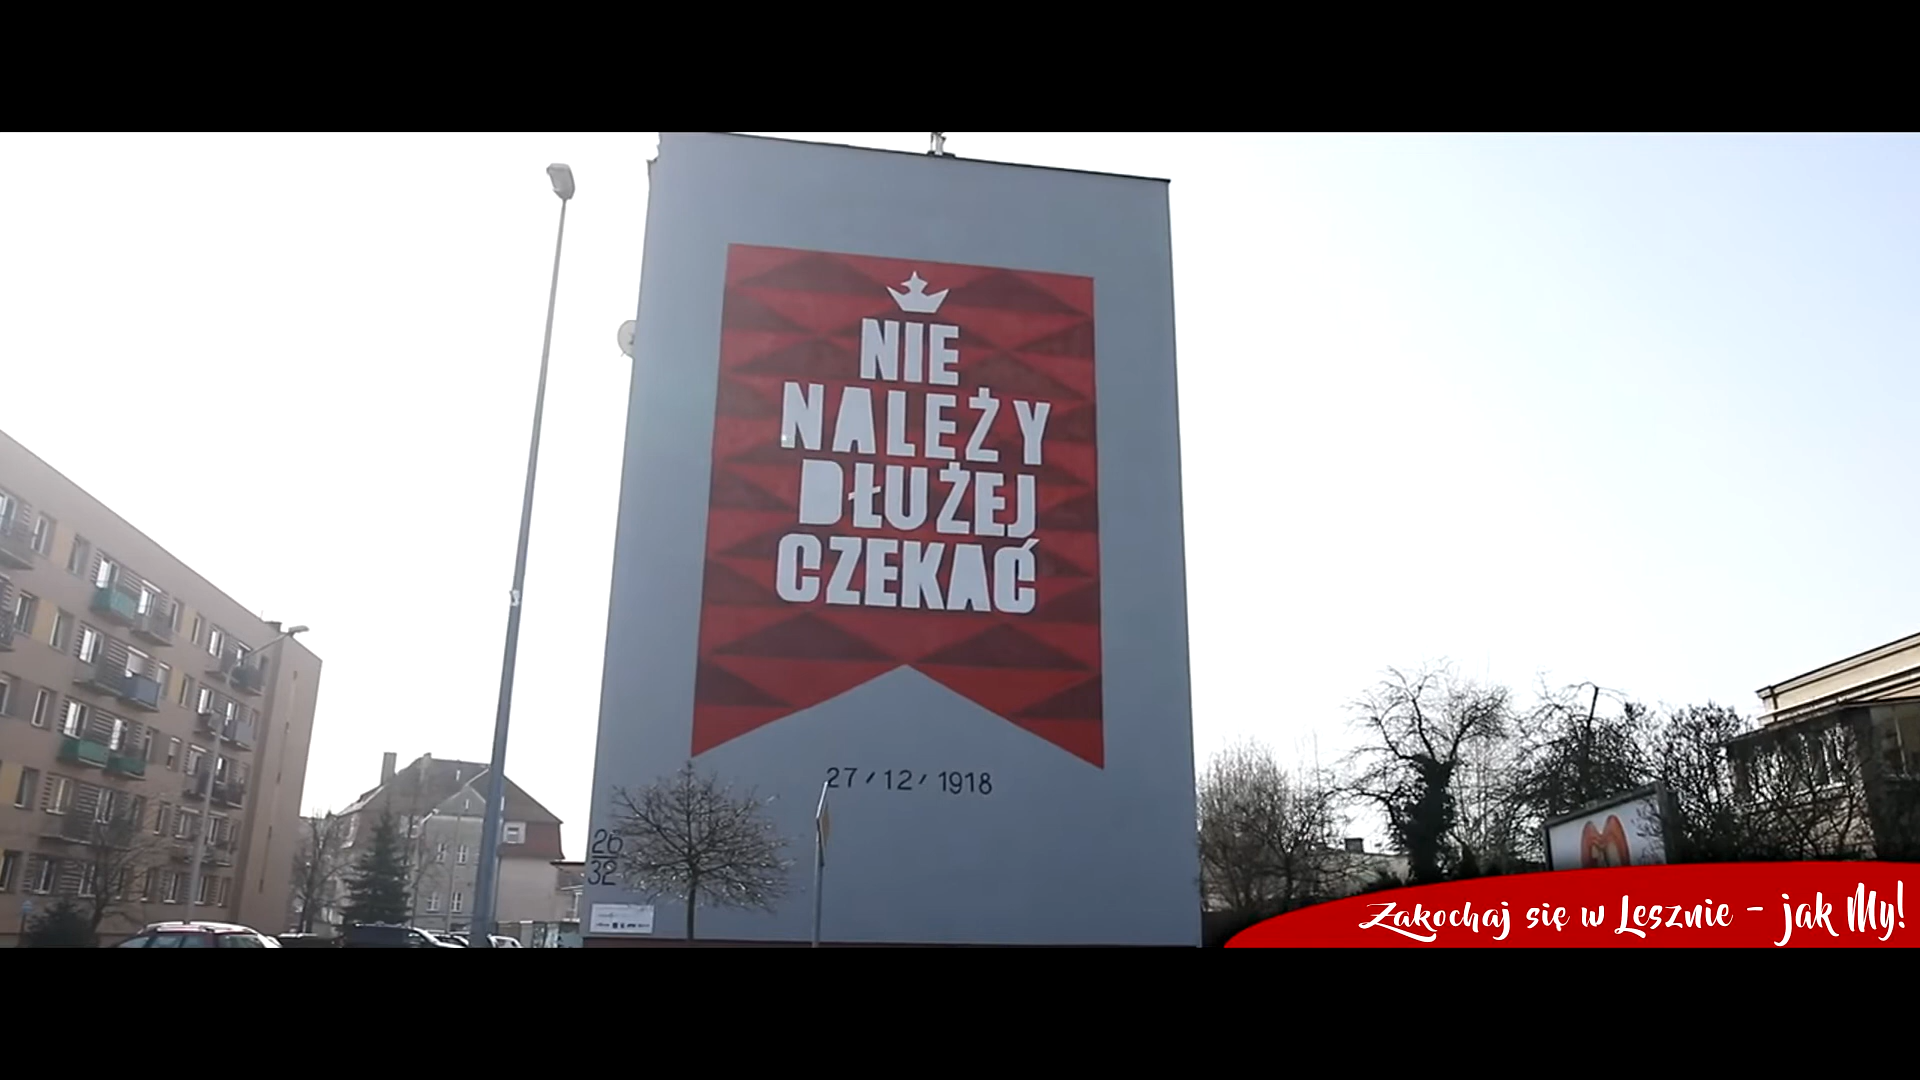 NIE
NALEŻY
DŁUŻEJ
CZEKAĆ
27/12/1918
26
32
Zakochaj się w Lesznie - jak My!